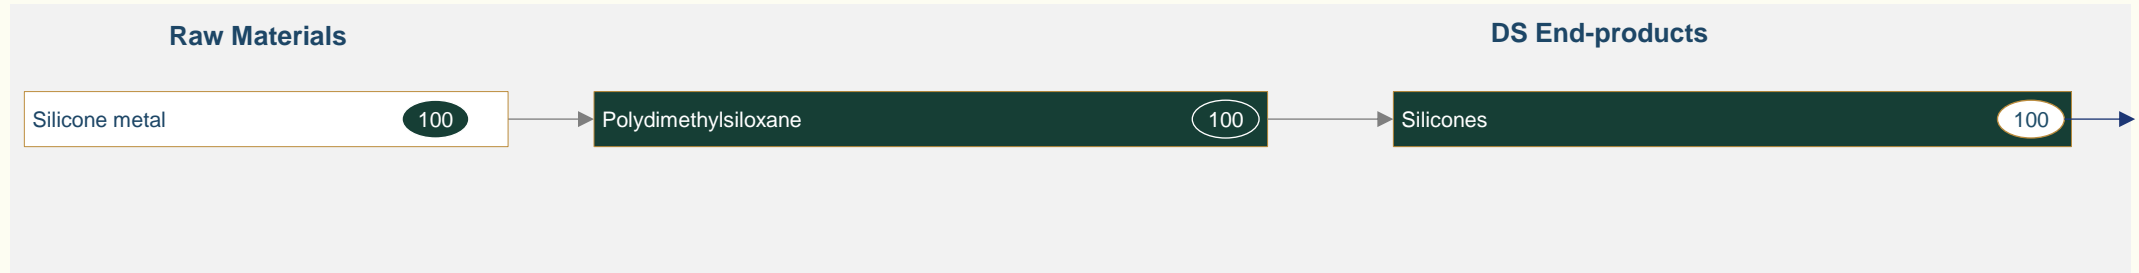 Raw Materials
DS End-products
Silicone metal 100
Polydimethylsiloxane 100
Silicones 100